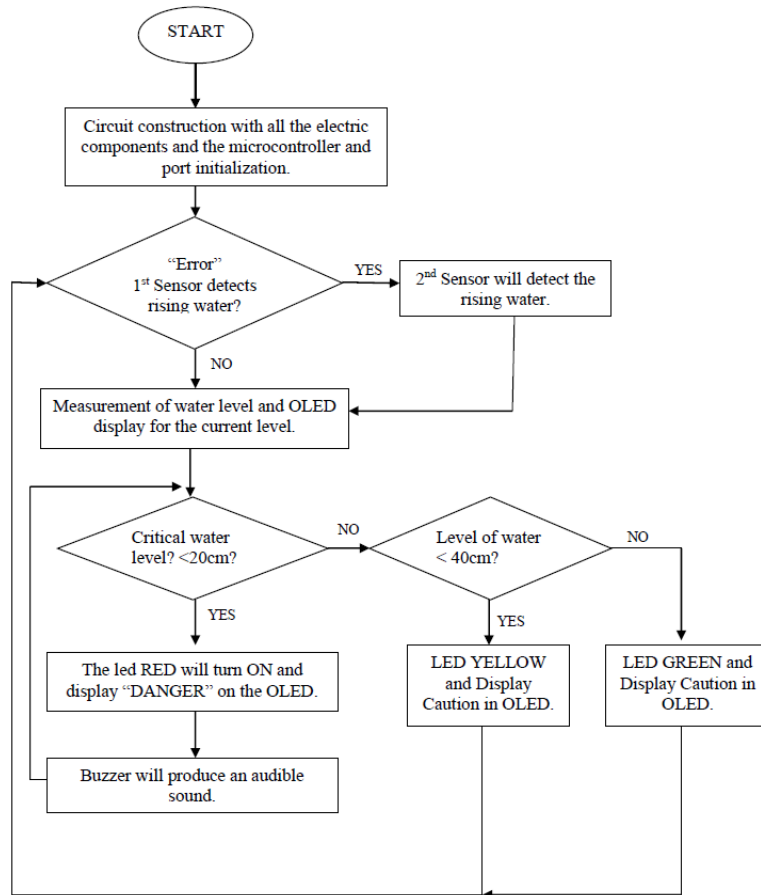 START
Circuit construction with all the electric
components and the microcontroller and
port initialization.
“Error”
1st Sensor detects
rising water?
YES
2nd Sensor will detect the
rising water.
NO
Measurement of water level and OLED
display for the current level.
Critical water
level? <20cm?
NO
Level of water
< 40cm?
NO
YES
YES
The led RED will turn ON and
display “DANGER” on the OLED.
LED YELLOW
and Display
Caution in OLED.
LED GREEN and
Display Caution in
OLED.
Buzzer will produce an audible
sound.